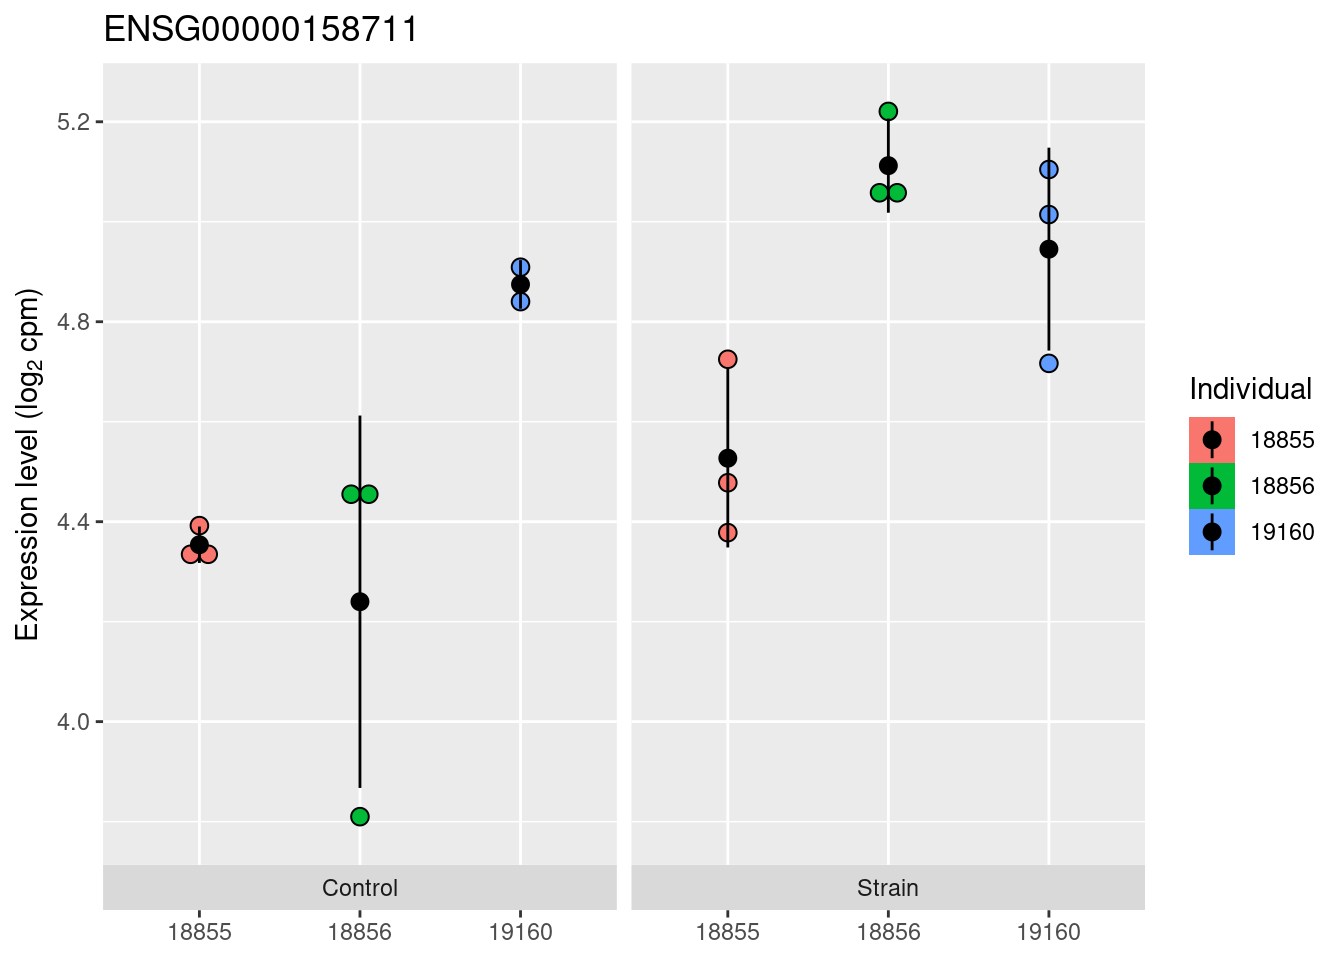 ENSG00000158711
Expression level (log₂ cpm)
5.2
4.8
4.4
4.0
Control
Strain
18855
18856
19160
18855
18856
19160
Individual
18855
18856
19160